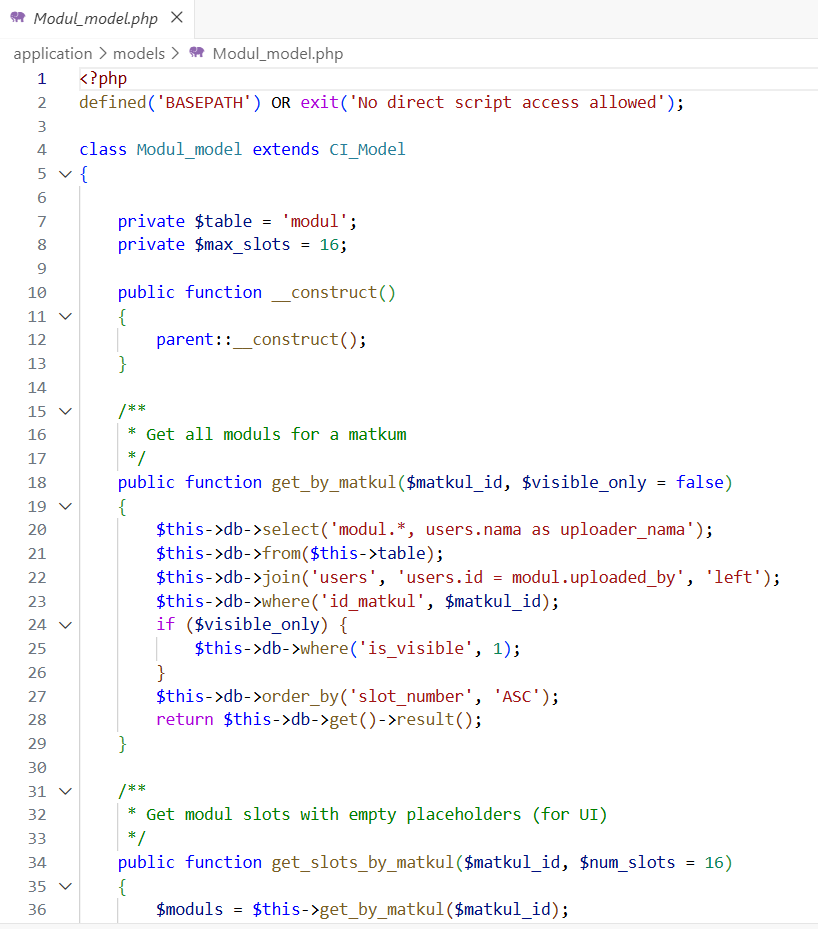 Modul_model.php
application > models > Modul_model.php
1 <?php
2 defined('BASEPATH') OR exit('No direct script access allowed');
3
4 class Modul_model extends CI_Model
5 {
6
7     private $table = 'modul';
8     private $max_slots = 16;
9
10     public function __construct()
11     {
12         parent::__construct();
13     }
14
15     /**
16      * Get all moduls for a matkum
17      */
18     public function get_by_matkul($matkul_id, $visible_only = false)
19     {
20         $this->db->select('modul.*, users.nama as uploader_nama');
21         $this->db->from($this->table);
22         $this->db->join('users', 'users.id = modul.uploaded_by', 'left');
23         $this->db->where('id_matkul', $matkul_id);
24         if ($visible_only) {
25             $this->db->where('is_visible', 1);
26         }
27         $this->db->order_by('slot_number', 'ASC');
28         return $this->db->get()->result();
29     }
30
31     /**
32      * Get modul slots with empty placeholders (for UI)
33      */
34     public function get_slots_by_matkul($matkul_id, $num_slots = 16)
35     {
36         $moduls = $this->get_by_matkul($matkul_id);